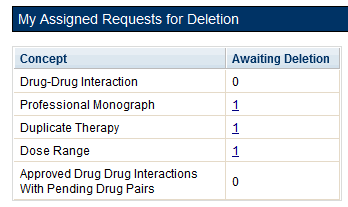 My Assigned Requests for Deletion
Concept Awaiting Deletion
Drug-Drug Interaction 0
Professional Monograph 1
Duplicate Therapy 1
Dose Range 1
Approved Drug Drug Interactions
With Pending Drug Pairs 0